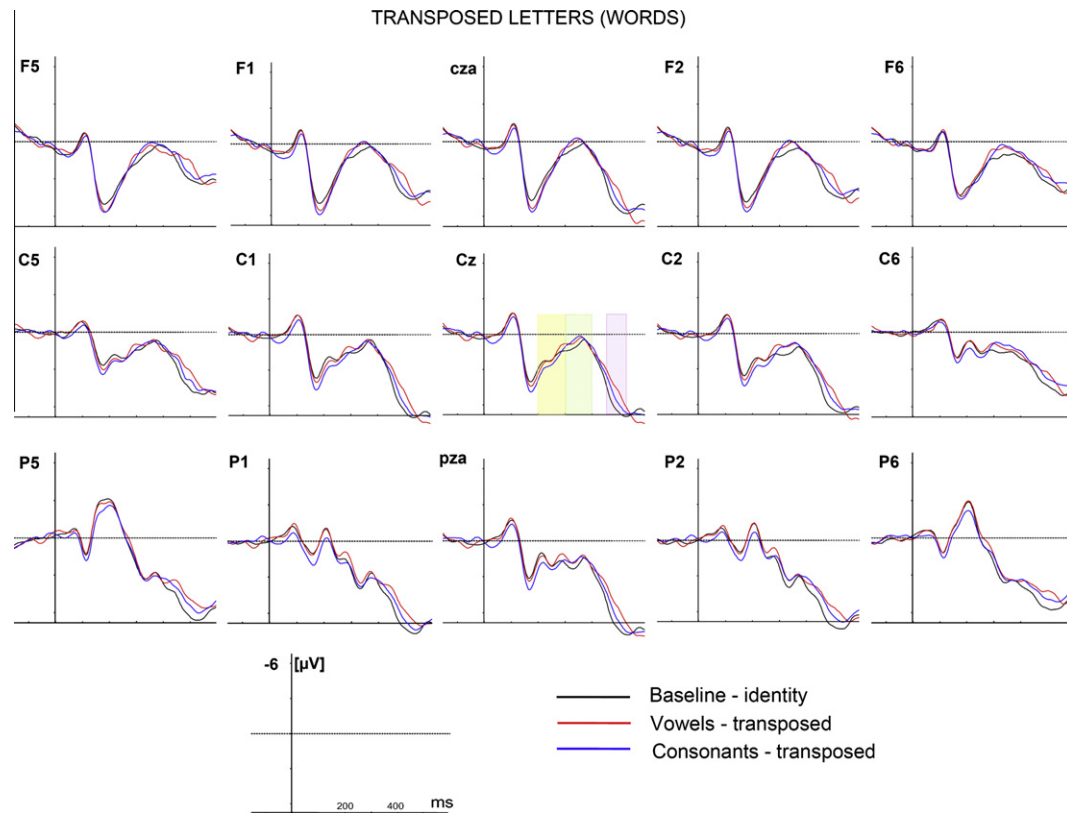 TRANSPOSED LETTERS (WORDS)
F5 F1 cza F2 F6
C5 C1 Cz C2 C6
P5 P1 pza P2 P6
-6 [µV]
200 400 ms
Baseline - identity
Vowels - transposed
Consonants - transposed